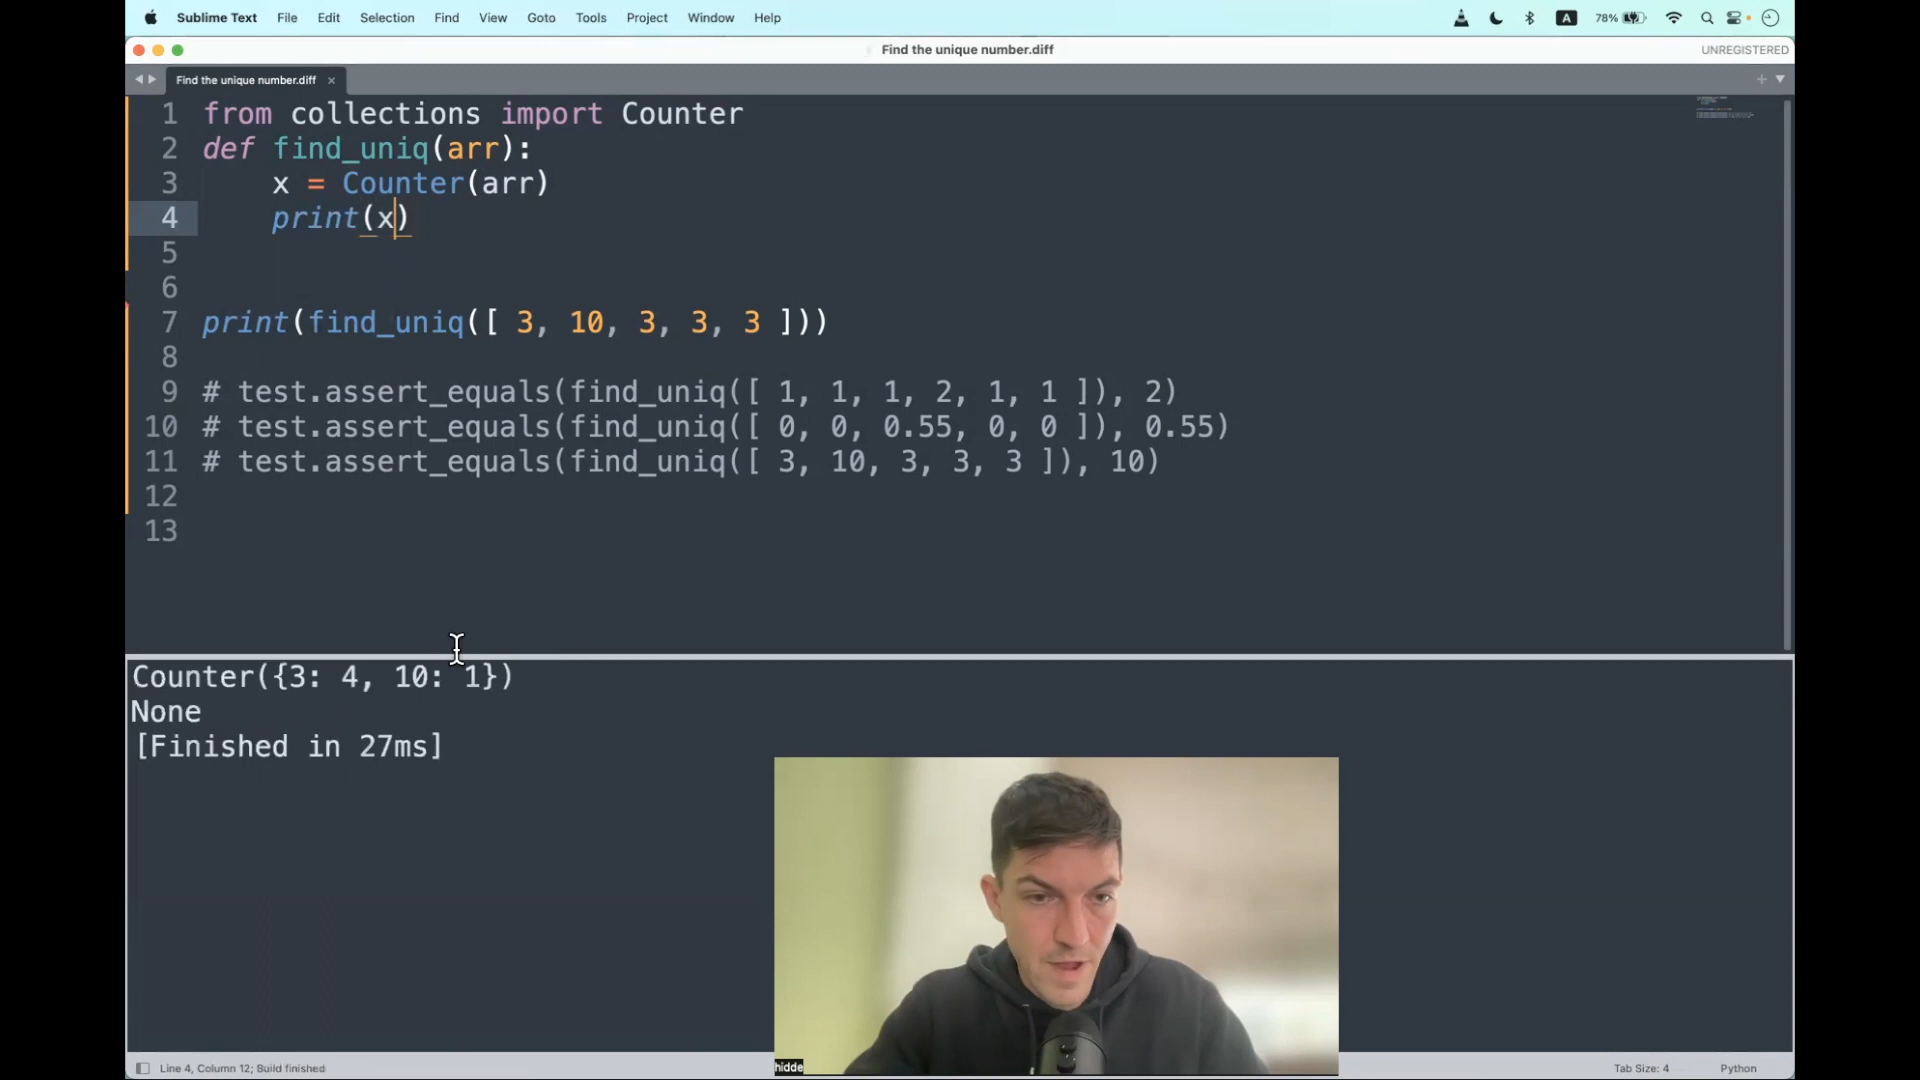 Sublime Text File Edit Selection Find View Goto Tools Project Window Help A 78%
Find the unique number.diff UNREGISTERED
Find the unique number.diff ×
1 from collections import Counter
2 def find_uniq(arr):
3 x = Counter(arr)
4 print(x)
5
6
7 print(find_uniq([ 3, 10, 3, 3, 3 ]))
8
9 # test.assert_equals(find_uniq([ 1, 1, 1, 2, 1, 1 ]), 2)
10 # test.assert_equals(find_uniq([ 0, 0, 0.55, 0, 0 ]), 0.55)
11 # test.assert_equals(find_uniq([ 3, 10, 3, 3, 3 ]), 10)
12
13
Counter({3: 4, 10: 1})
None
[Finished in 27ms]
hidde
Line 4, Column 12; Build finished Tab Size: 4 Python